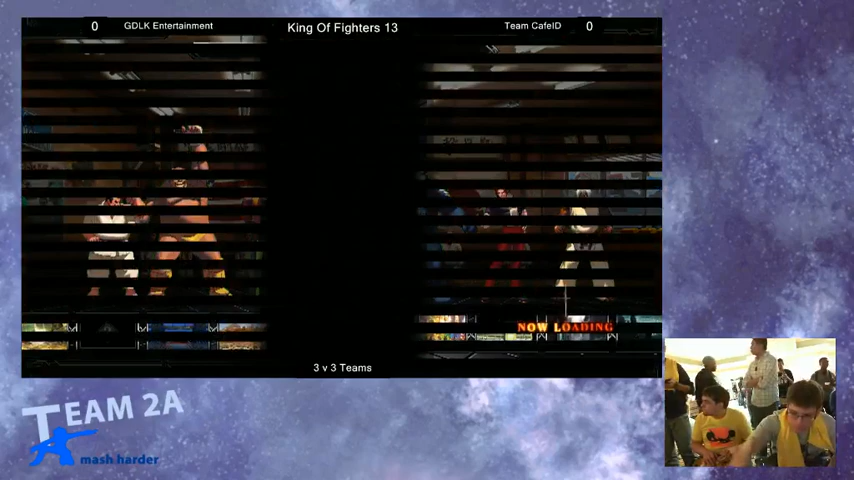 0 GDLK Entertainment King Of Fighters 13 Team CafeID 0
NOW LOADING
3 v 3 Teams
TEAM 2A
mash harder